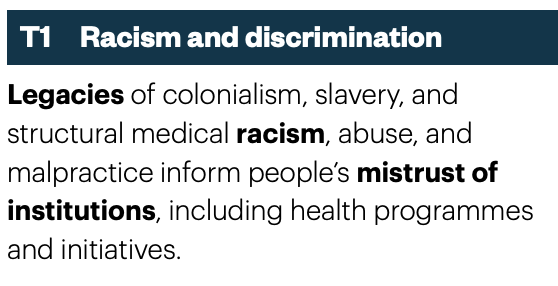 T1 Racism and discrimination
Legacies of colonialism, slavery, and
structural medical racism, abuse, and
malpractice inform people’s mistrust of
institutions, including health programmes
and initiatives.